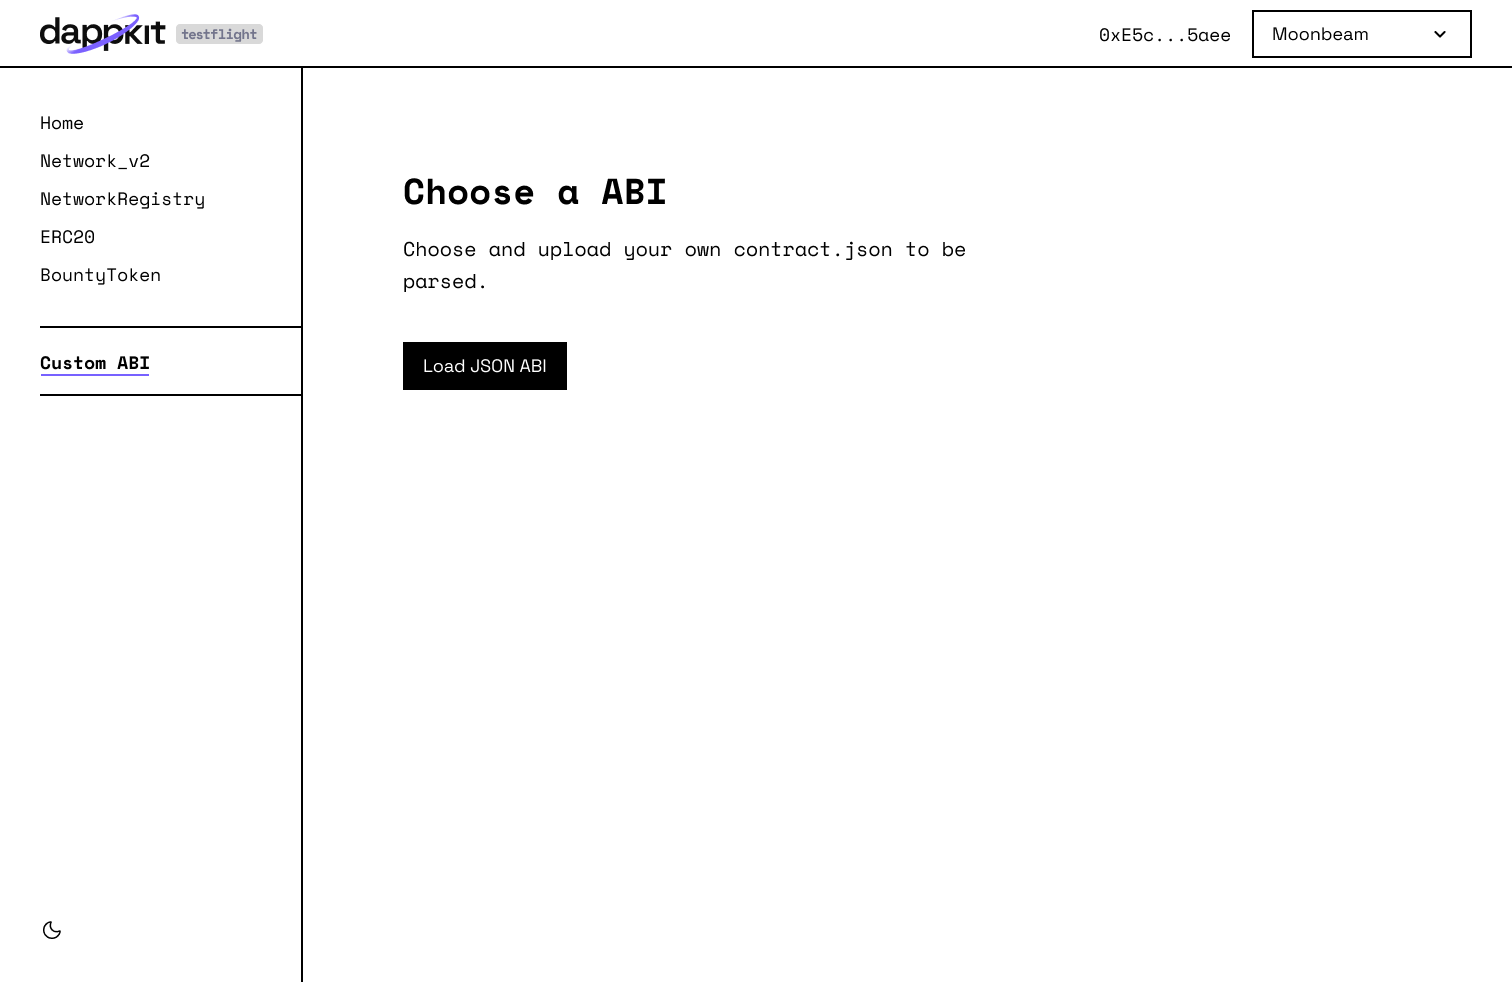 dappkit testflight
0xE5c...5aee
Moonbeam
Home
Network_v2
NetworkRegistry
ERC20
BountyToken
Custom ABI
Choose a ABI
Choose and upload your own contract.json to be
parsed.
Load JSON ABI